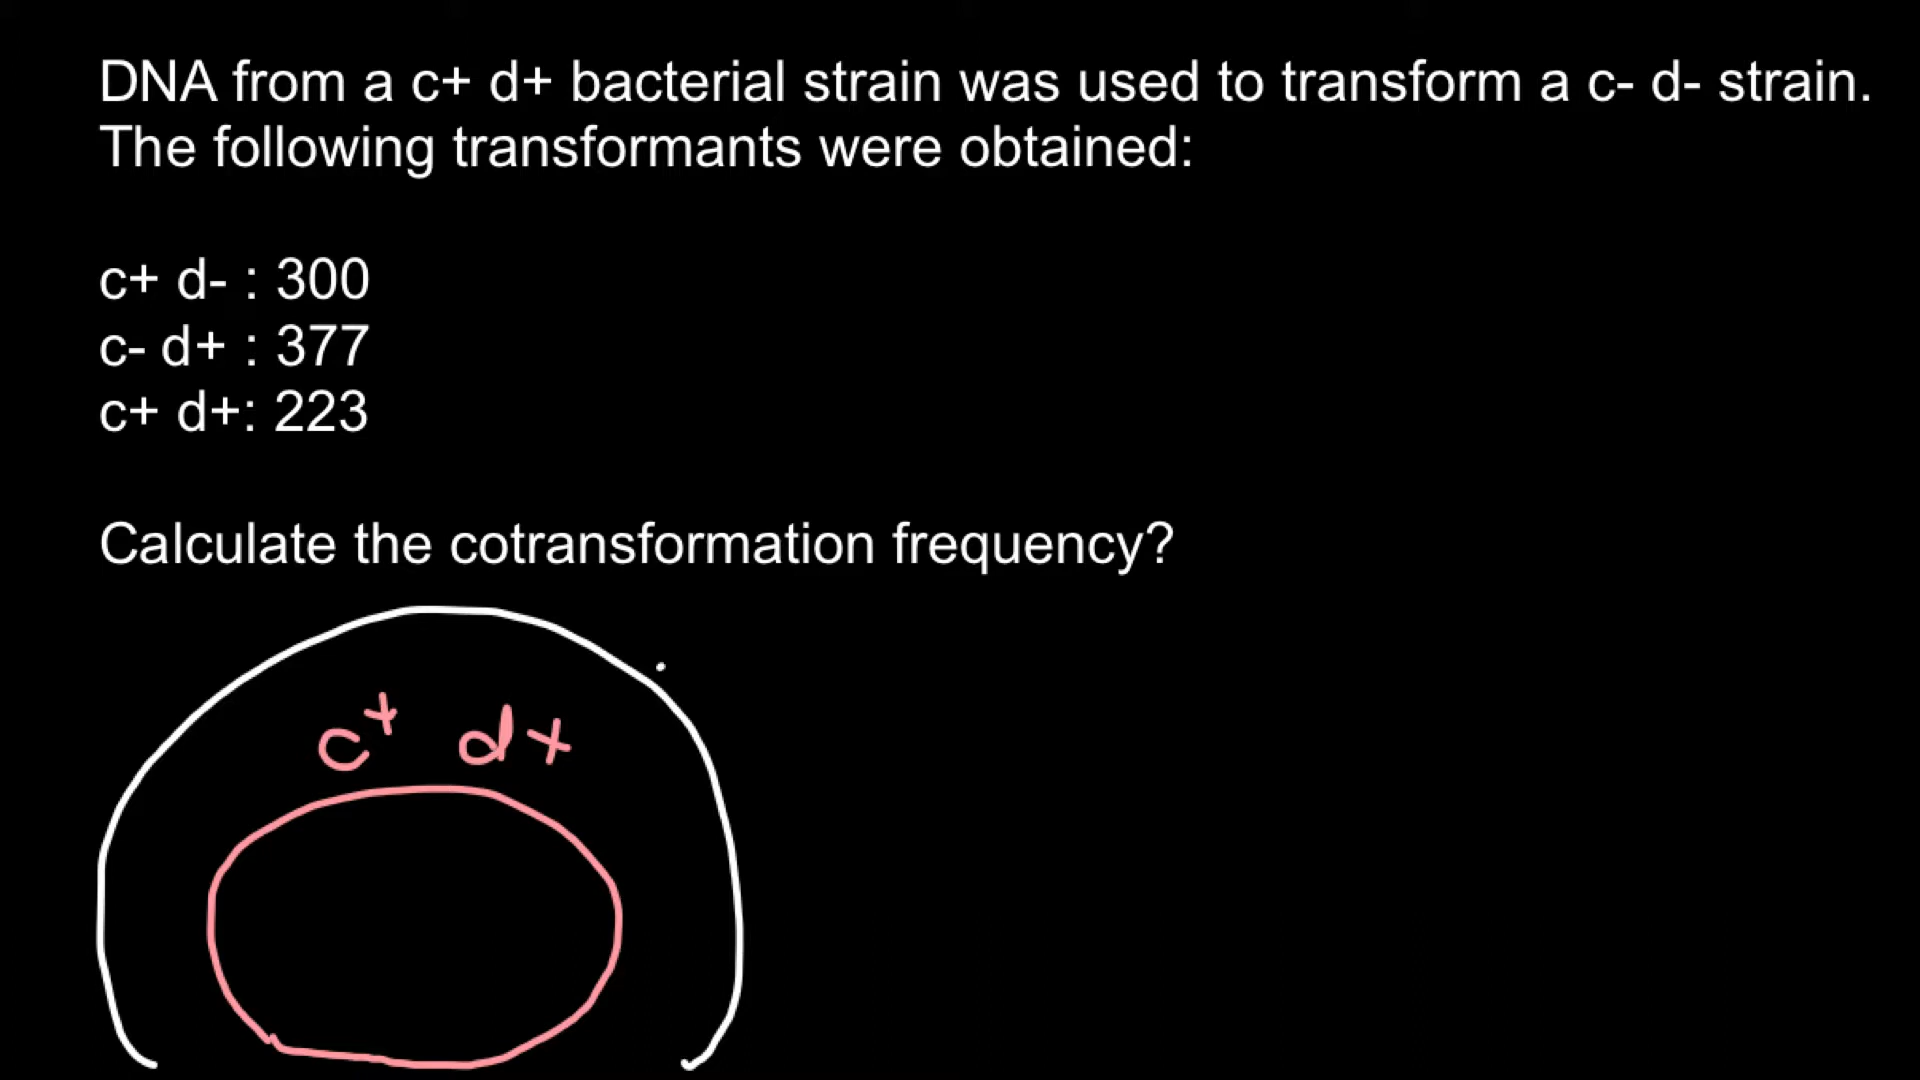 DNA from a c+ d+ bacterial strain was used to transform a c- d- strain.
The following transformants were obtained:
c+ d- : 300
c- d+ : 377
c+ d+: 223
Calculate the cotransformation frequency?
c+ d+